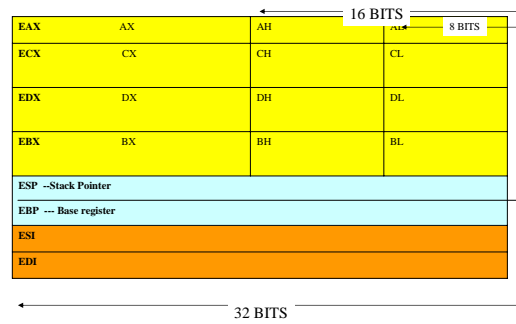 16 BITS
EAX AX AH AL 8 BITS
ECX CX CH CL
EDX DX DH DL
EBX BX BH BL
ESP --Stack Pointer
EBP --- Base register
ESI
EDI
32 BITS